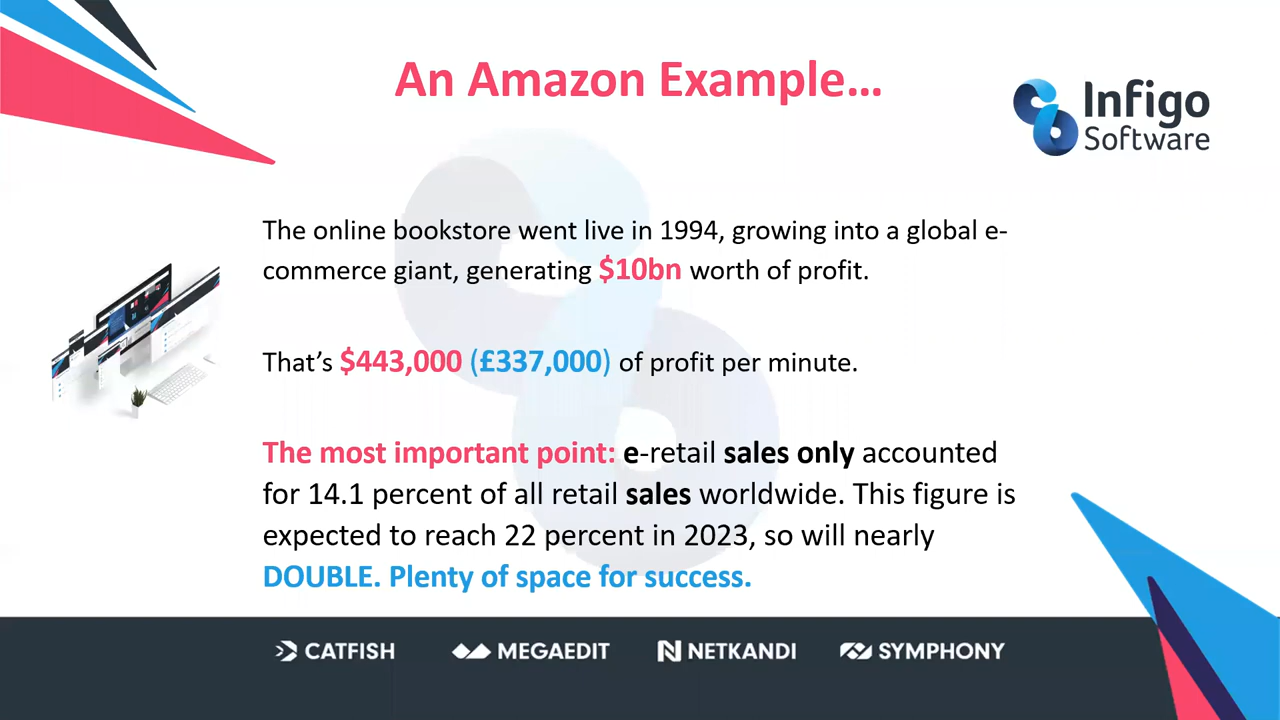 An Amazon Example...
Infigo
Software
The online bookstore went live in 1994, growing into a global e-
commerce giant, generating $10bn worth of profit.
That’s $443,000 (£337,000) of profit per minute.
The most important point: e-retail sales only accounted
for 14.1 percent of all retail sales worldwide. This figure is
expected to reach 22 percent in 2023, so will nearly
DOUBLE. Plenty of space for success.
CATFISH MEGAEDIT NETKANDI SYMPHONY